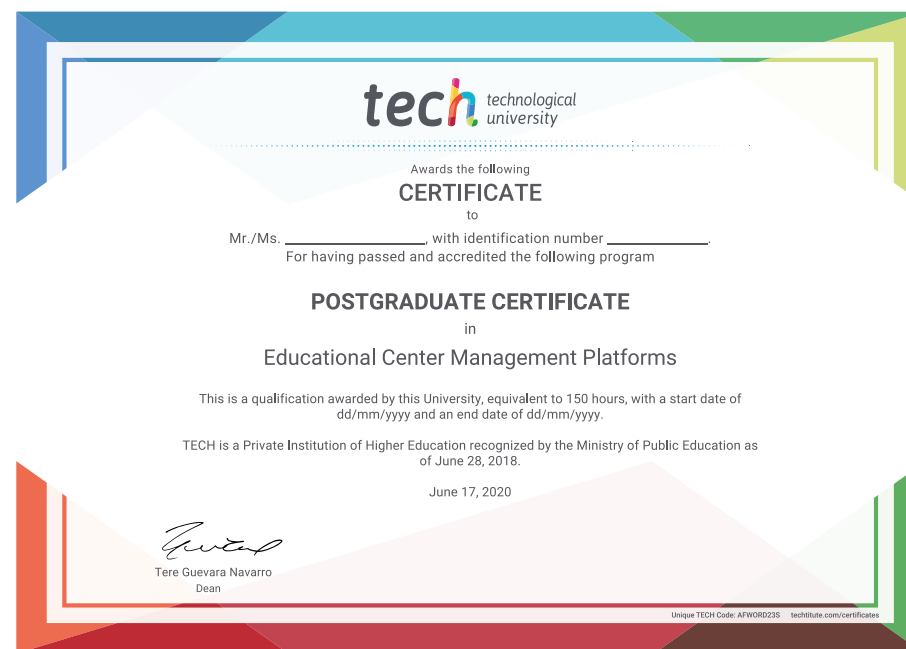 tech technological
university
Awards the following
CERTIFICATE
to
Mr./Ms. ____________________, with identification number ______________.
For having passed and accredited the following program
POSTGRADUATE CERTIFICATE
in
Educational Center Management Platforms
This is a qualification awarded by this University, equivalent to 150 hours, with a start date of
dd/mm/yyyy and an end date of dd/mm/yyyy.
TECH is a Private Institution of Higher Education recognized by the Ministry of Public Education as
of June 28, 2018.
June 17, 2020
Tere Guevara Navarro
Dean
Unique TECH Code: AFWORD23S techtitute.com/certificates